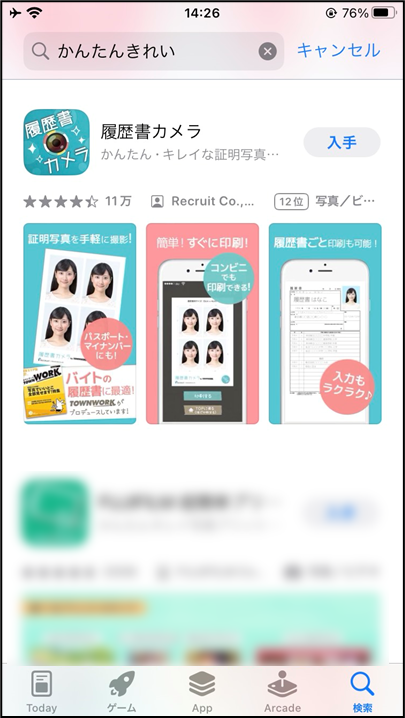 14:26
76%
かんたんきれい
キャンセル
履歴書
カメラ
履歴書カメラ
かんたん・キレイな証明写真…
入手
11万
Recruit Co.,...
12位
写真／ビ…
証明写真を手軽に撮影!
パスポート・
マイナンバー
にも!
TOWNWORK
バイトの
履歴書に最適!
TOWNWORKが
プロデュースしています!
簡単!すぐに印刷!
コンビニ
でも
印刷できる!
履歴書ごと印刷も可能!
入力も
ラクラク♪
Today
ゲーム
App
Arcade
検索